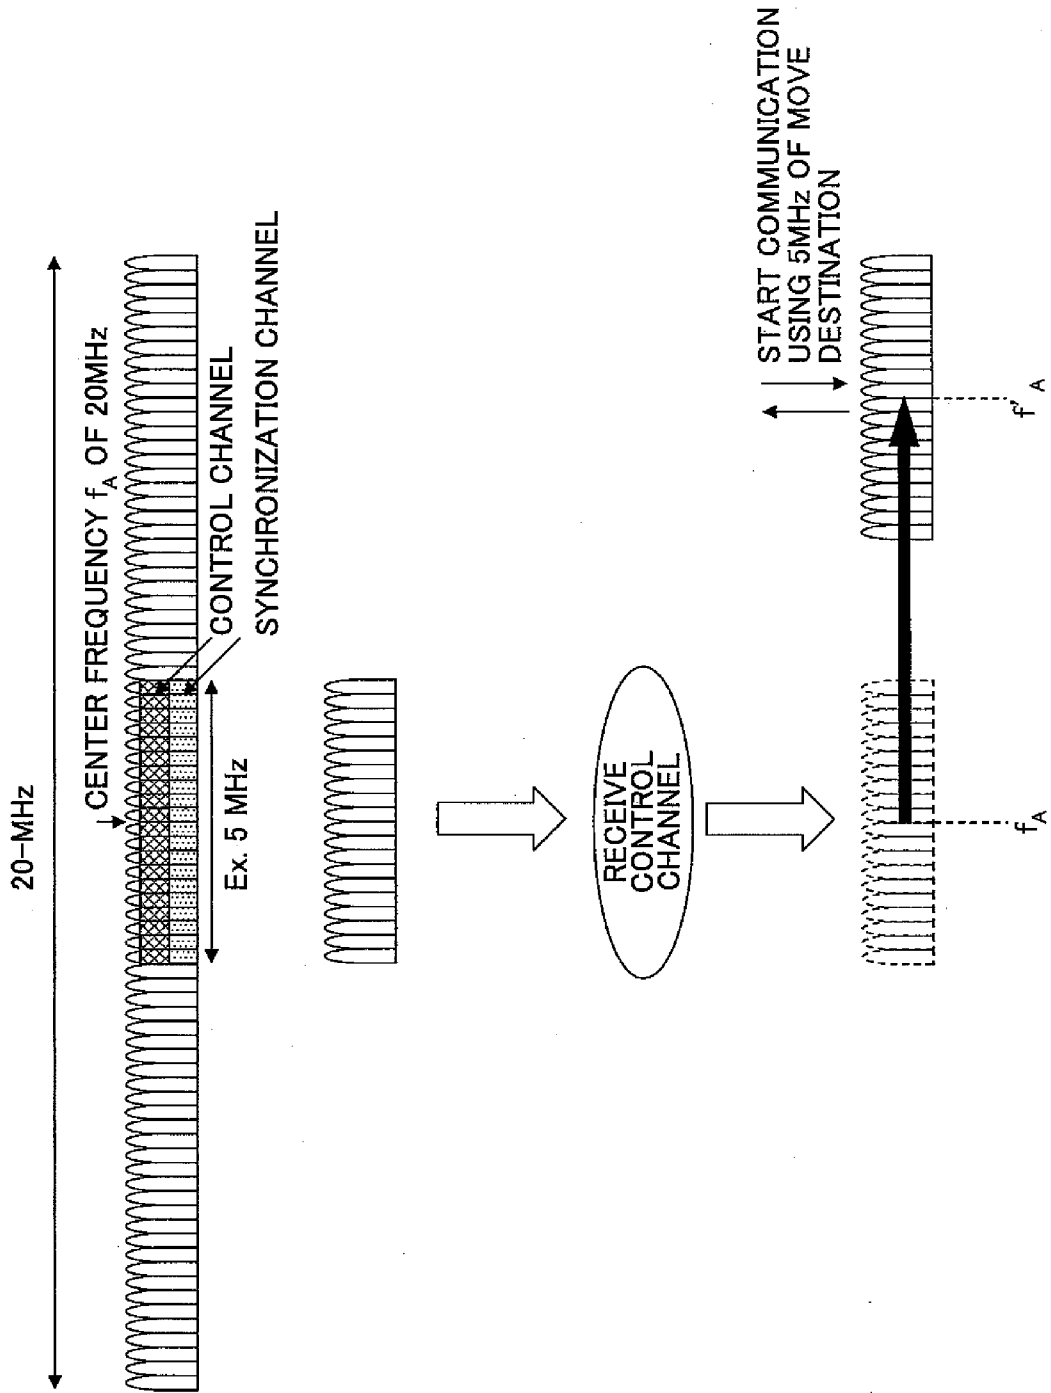 20-MHz
CENTER FREQUENCY fA OF 20MHz
CONTROL CHANNEL
SYNCHRONIZATION CHANNEL
Ex. 5 MHz
RECEIVE
CONTROL
CHANNEL
START COMMUNICATION
USING 5MHz OF MOVE
DESTINATION
fA
f'A